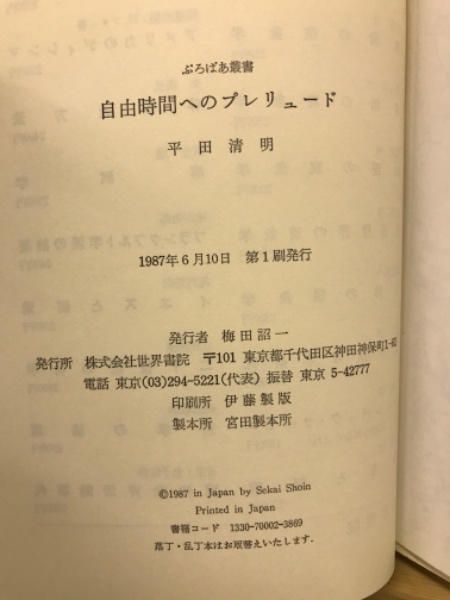 ぷろぱあ叢書
自由時間へのプレリュード
平田清明
1987年6月10日 第1刷発行
発行者 梅田詔一
発行所 株式会社世界書院 〒101 東京都千代田区神田神保町1-62
電話 東京(03)294-5221(代表) 振替 東京 5-42777
印刷所 伊藤製版
製本所 宮田製本所
©1987 in Japan by Sekai Shoin
Printed in Japan
書籍コード 1330-70002-3869
落丁・乱丁本はお取替えいたします.